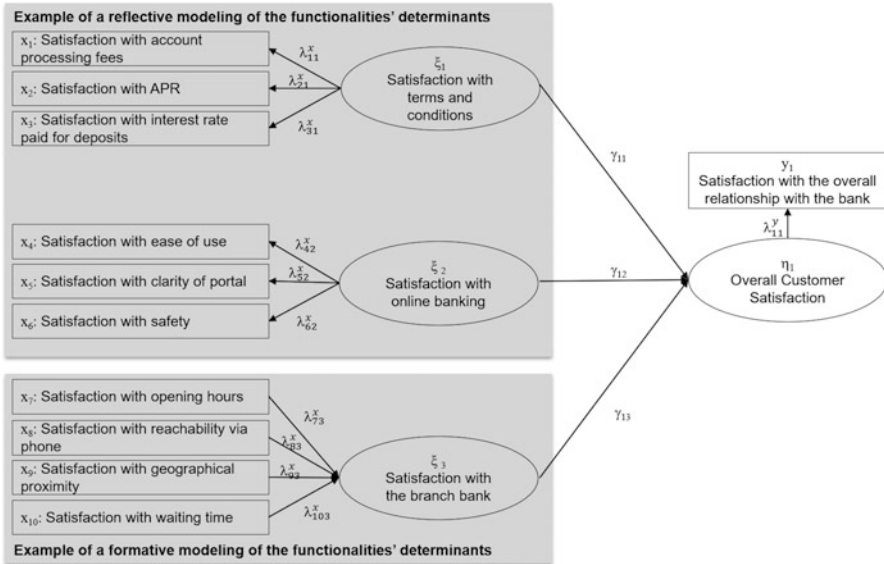 Example of a reflective modeling of the functionalities’ determinants
x₁: Satisfaction with account
processing fees
x₂: Satisfaction with APR
x₃: Satisfaction with interest rate
paid for deposits
λ₁₁ˣ
λ₂₁ˣ
λ₃₁ˣ
ξ₁
Satisfaction with
terms and
conditions
x₄: Satisfaction with ease of use
x₅: Satisfaction with clarity of portal
x₆: Satisfaction with safety
λ₄₂ˣ
λ₅₂ˣ
λ₆₂ˣ
ξ₂
Satisfaction with
online banking
x₇: Satisfaction with opening hours
x₈: Satisfaction with reachability via
phone
x₉: Satisfaction with geographical
proximity
x₁₀: Satisfaction with waiting time
λ₇₃ˣ
λ₈₃ˣ
λ₉₃ˣ
λ₁₀₃ˣ
ξ₃
Satisfaction with
the branch bank
Example of a formative modeling of the functionalities’ determinants
γ₁₁
γ₁₂
γ₁₃
y₁
Satisfaction with the overall
relationship with the bank
λ₁₁ʸ
η₁
Overall Customer
Satisfaction